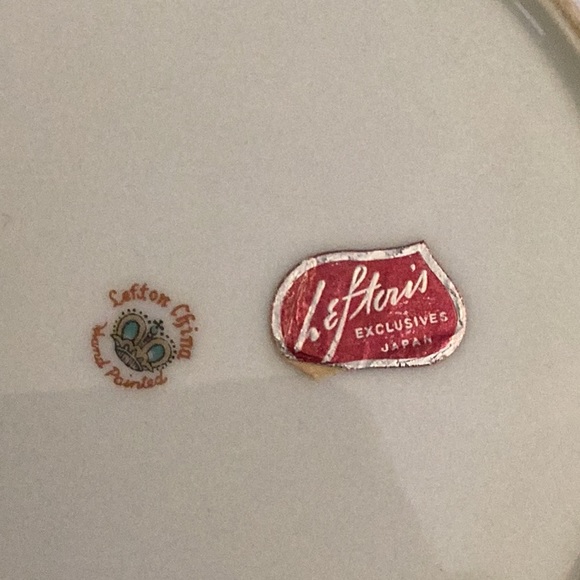 Lefton China
Hand Painted
Lefton's
EXCLUSIVES
JAPAN